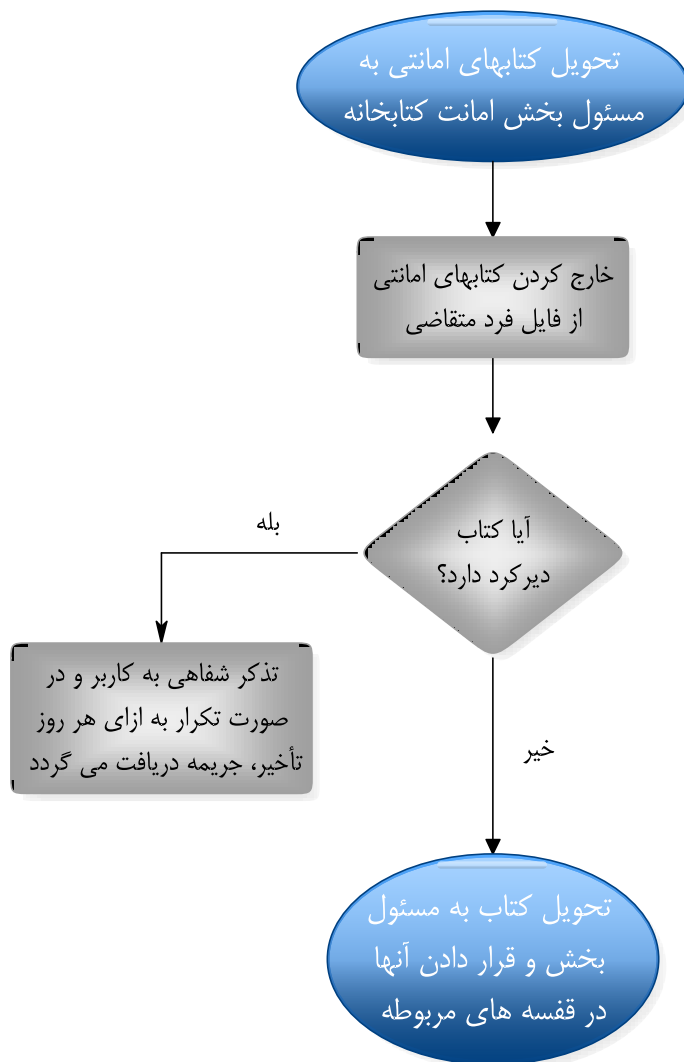 تحویل کتابهای امانتی به
مسئول بخش امانت کتابخانه
خارج کردن کتابهای امانتی
از فایل فرد متقاضی
آیا کتاب
دیرکرد دارد؟
بله
تذکر شفاهی به کاربر و در
صورت تکرار به ازای هر روز
تأخیر، جریمه دریافت می گردد
خیر
تحویل کتاب به مسئول
بخش و قرار دادن آنها
در قفسه های مربوطه